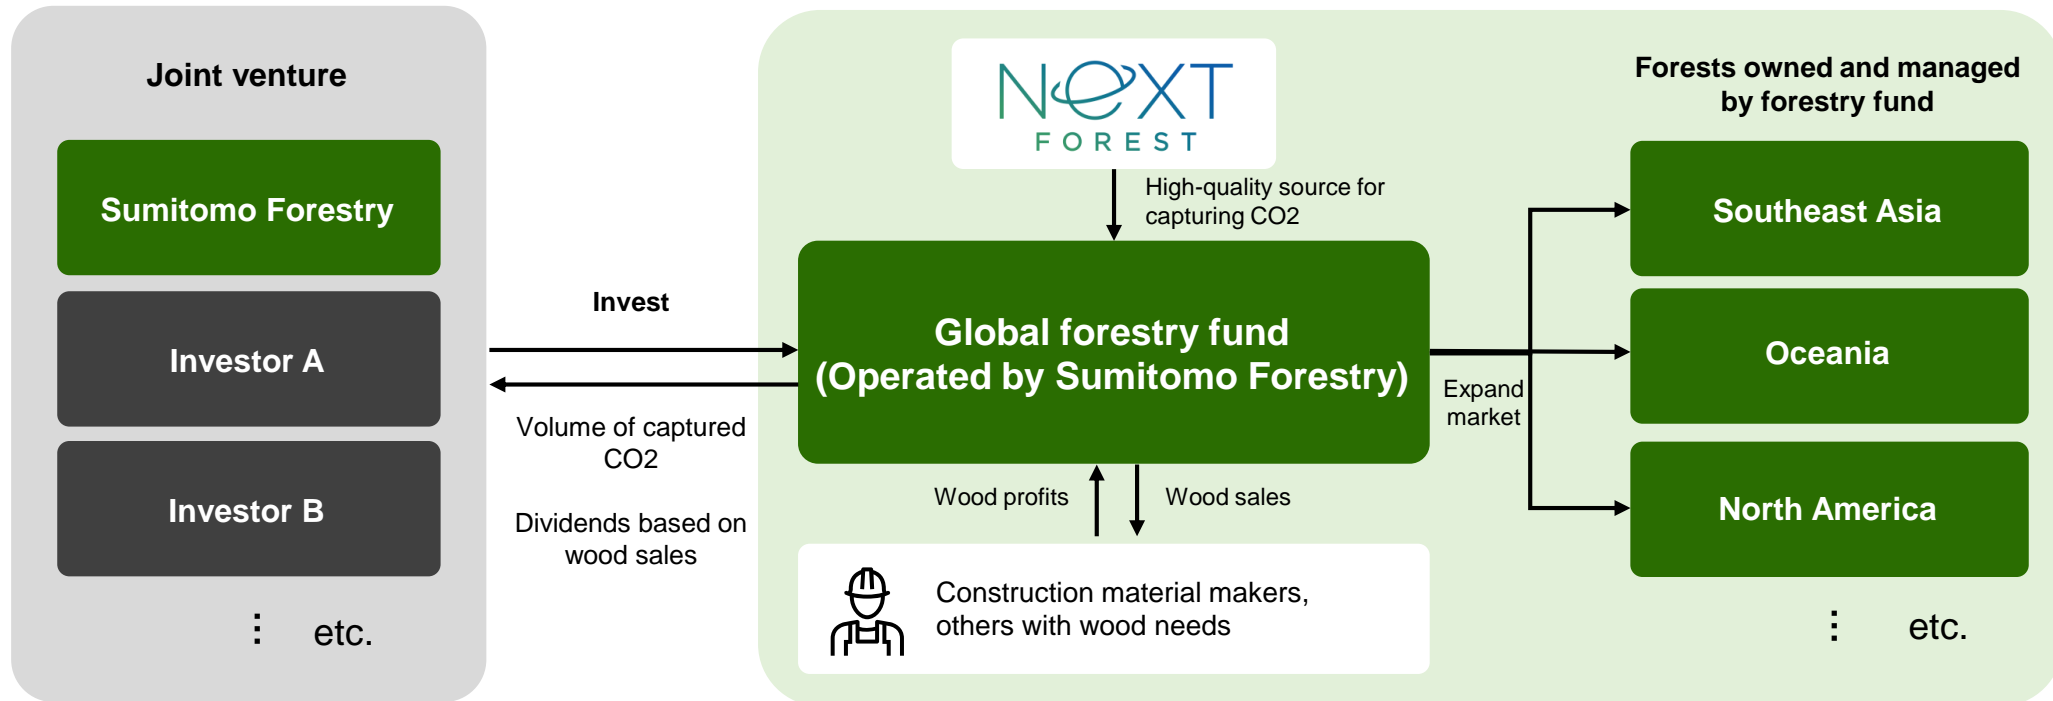 Joint venture
Sumitomo Forestry
Investor A
Investor B
⋮ etc.
Invest
Volume of captured
CO2
Dividends based on
wood sales
NeXT
FOREST
High-quality source for
capturing CO2
Global forestry fund
(Operated by Sumitomo Forestry)
Wood profits
Wood sales
Construction material makers,
others with wood needs
Expand
market
Forests owned and managed
by forestry fund
Southeast Asia
Oceania
North America
⋮ etc.